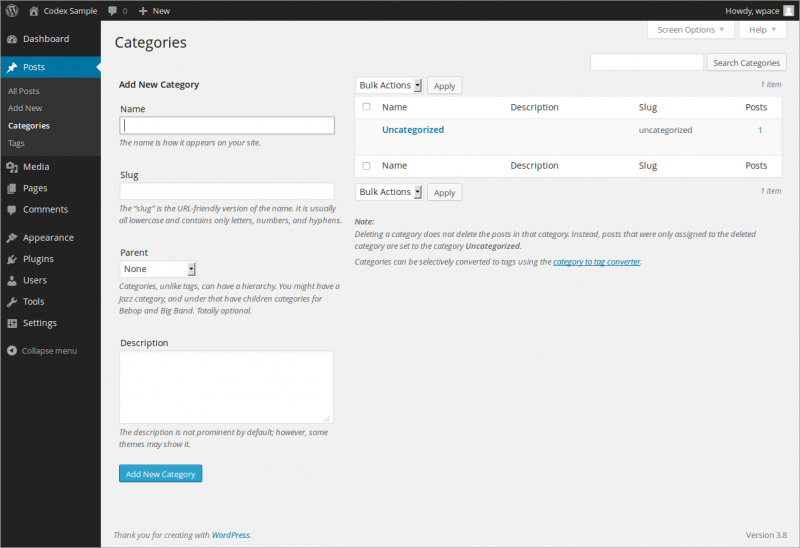 Codex Sample 0 + New Howdy, wpace
Screen Options Help
Dashboard
Posts
All Posts
Add New
Categories
Tags
Media
Pages
Comments
Appearance
Plugins
Users
Tools
Settings
Collapse menu
Categories
Search Categories
Add New Category
Name
The name is how it appears on your site.
Slug
The “slug” is the URL-friendly version of the name. It is usually
all lowercase and contains only letters, numbers, and hyphens.
Parent
None
Categories, unlike tags, can have a hierarchy. You might have a
Jazz category, and under that have children categories for
Bebop and Big Band. Totally optional.
Description
The description is not prominent by default; however, some
themes may show it.
Add New Category
Bulk Actions Apply 1 item
Name Description Slug Posts
Uncategorized uncategorized 1
Name Description Slug Posts
Bulk Actions Apply 1 item
Note:
Deleting a category does not delete the posts in that category. Instead, posts that were only assigned to the deleted
category are set to the category Uncategorized.
Categories can be selectively converted to tags using the category to tag converter.
Thank you for creating with WordPress. Version 3.8